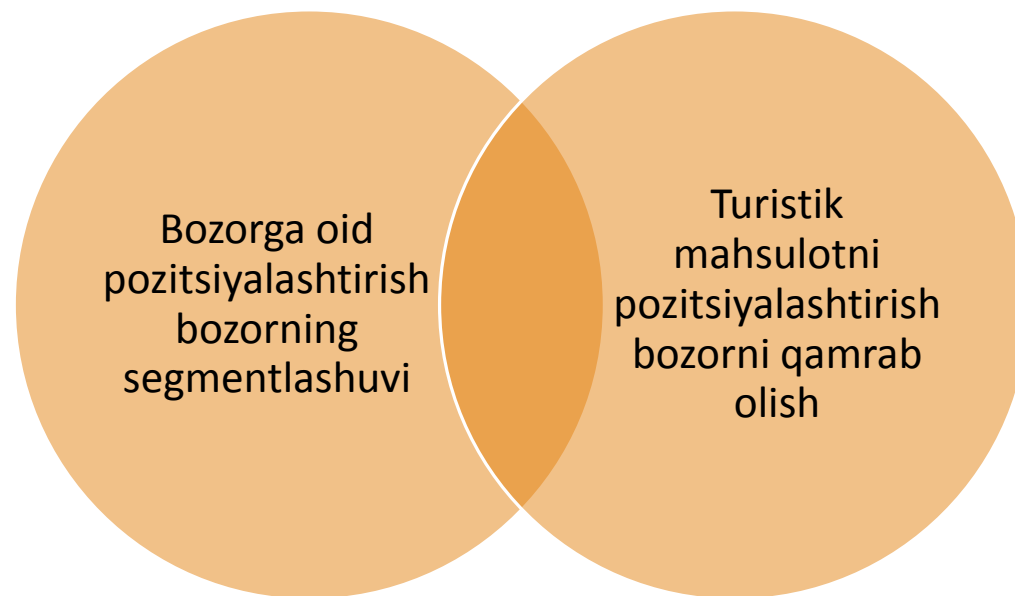 Bozorga oid
pozitsiyalashtirish
bozorning
segmentlashuvi
Turistik
mahsulotni
pozitsiyalashtirish
bozorni qamrab
olish